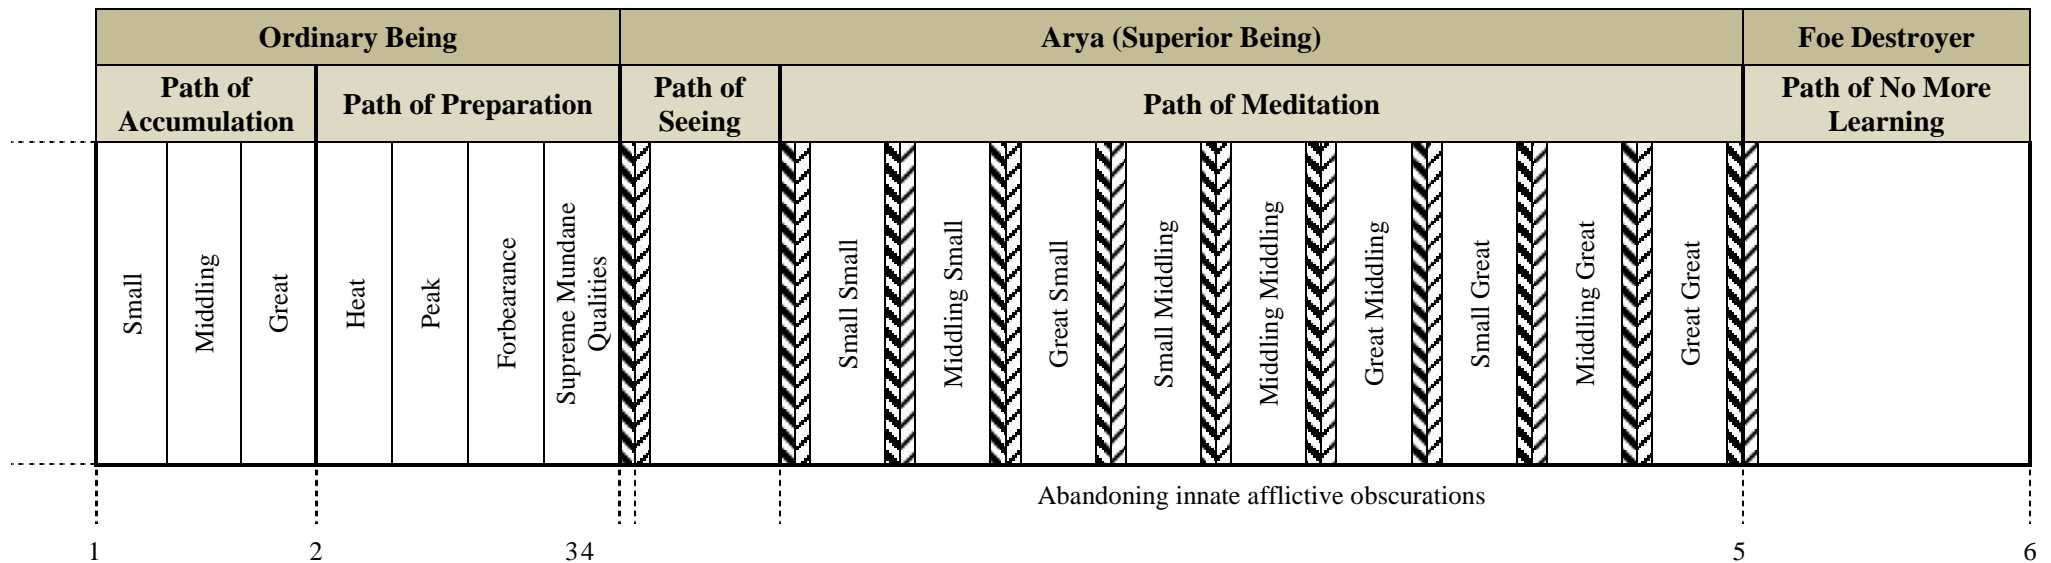 Ordinary Being
Arya (Superior Being)
Foe Destroyer
Path of
Accumulation
Path of Preparation
Path of
Seeing
Path of Meditation
Path of No More
Learning
Small
Middling
Great
Heat
Peak
Forbearance
Supreme Mundane
Qualities
Small Small
Middling Small
Great Small
Small Middling
Middling Middling
Great Middling
Small Great
Middling Great
Great Great
Abandoning innate afflictive obscurations
1
2
34
5
6